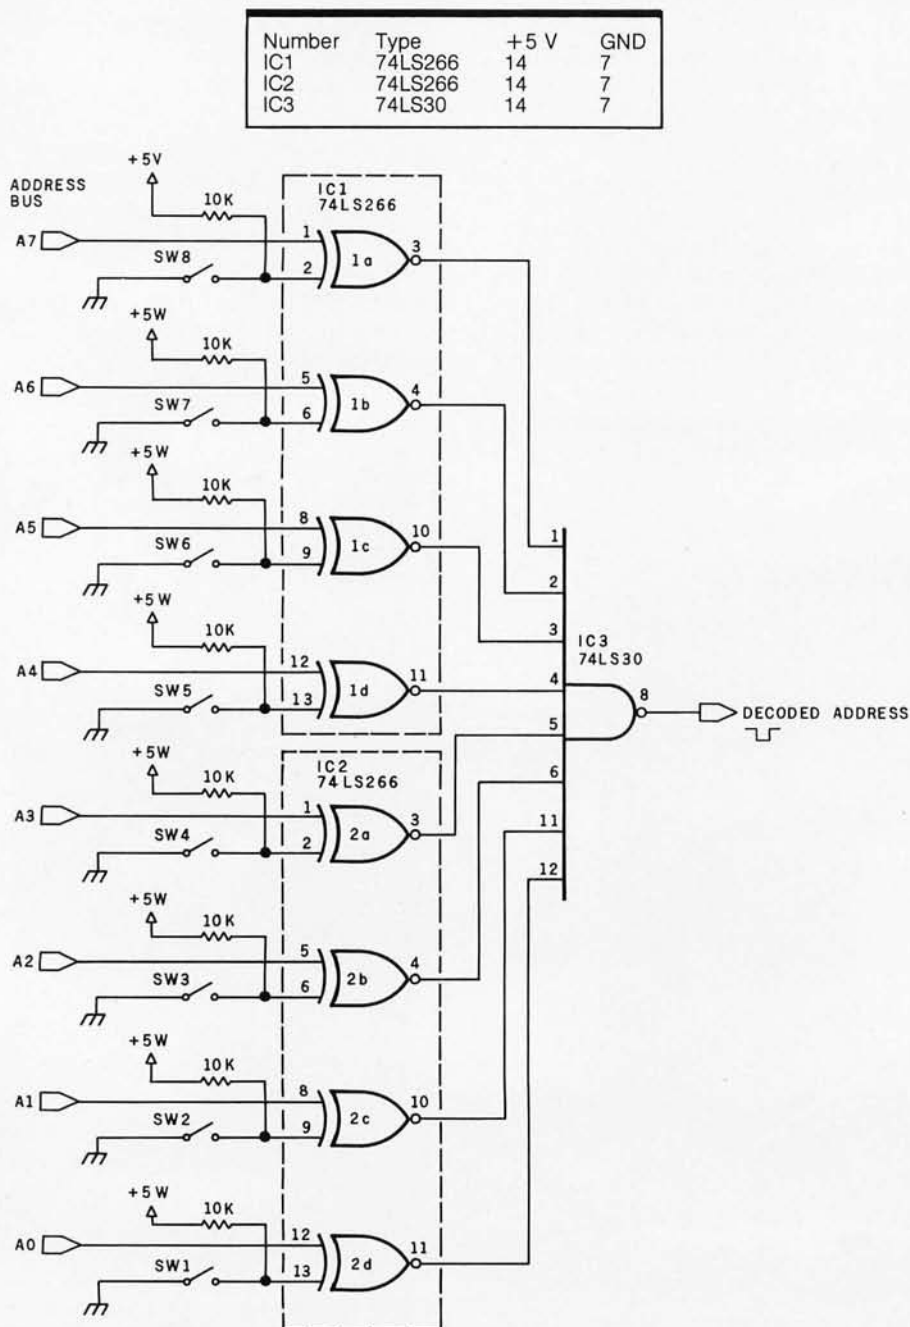 Number Type +5 V GND
IC1 74LS266 14 7
IC2 74LS266 14 7
IC3 74LS30 14 7
ADDRESS
BUS
+5V
10K
IC1
74LS266
A7
SW8
1
2
1a
3
+5W
10K
A6
SW7
5
6
1b
4
+5W
10K
A5
SW6
8
9
1c
10
+5W
10K
A4
SW5
12
13
1d
11
IC2
74LS266
+5W
10K
A3
SW4
1
2
2a
3
+5W
10K
A2
SW3
5
6
2b
4
+5W
10K
A1
SW2
8
9
2c
10
+5W
10K
A0
SW1
12
13
2d
11
1
2
3
4
5
6
11
12
IC3
74LS30
8
DECODED ADDRESS